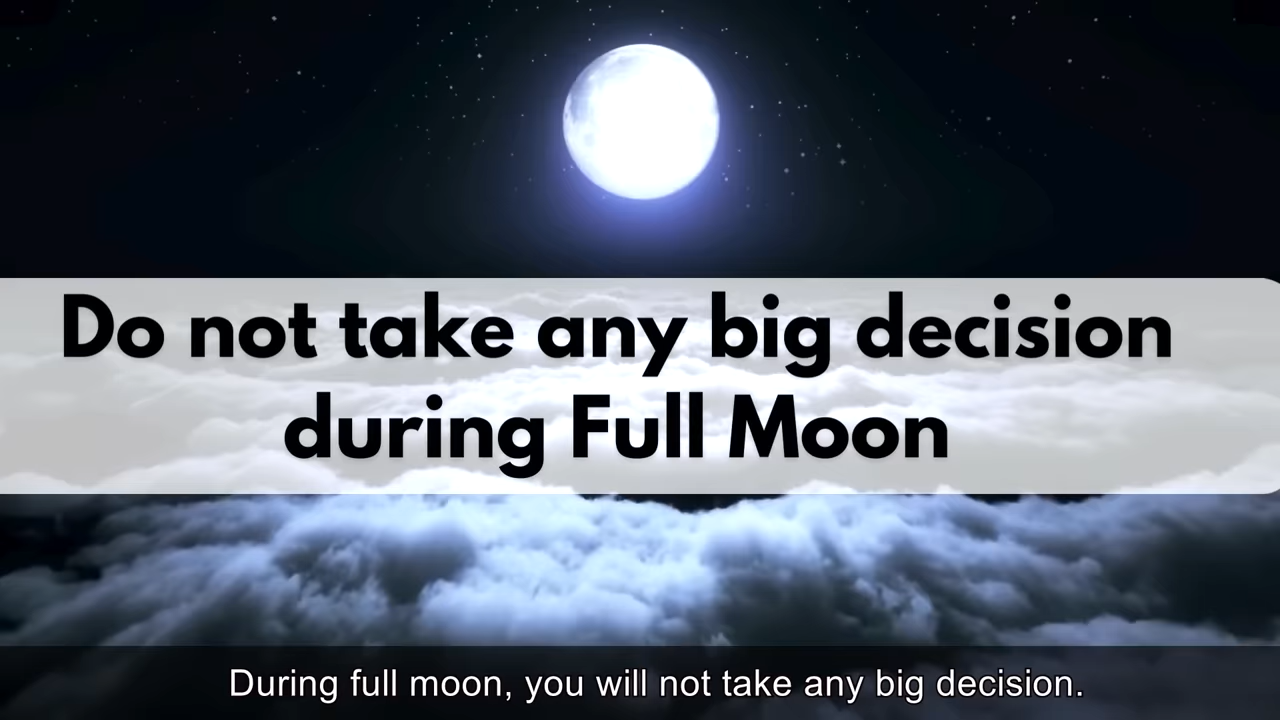 Do not take any big decision
during Full Moon
During full moon, you will not take any big decision.